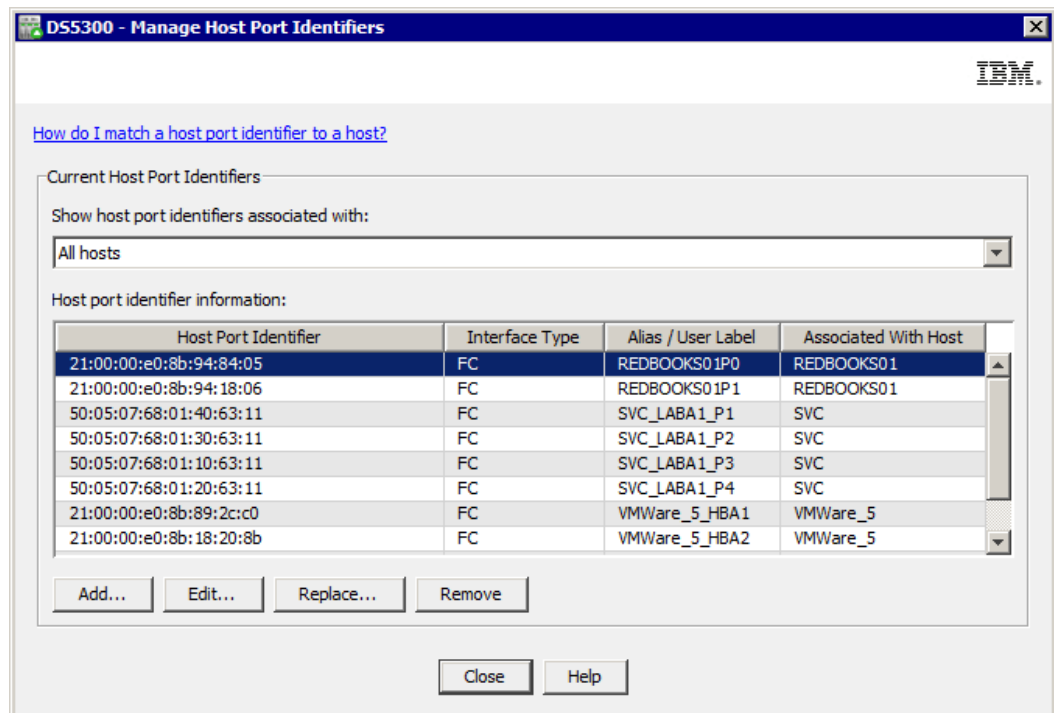 DS5300 - Manage Host Port Identifiers
IBM.
How do I match a host port identifier to a host?
Current Host Port Identifiers
Show host port identifiers associated with:
All hosts
Host port identifier information:
Host Port Identifier Interface Type Alias / User Label Associated With Host
21:00:00:e0:8b:94:84:05 FC REDBOOKS01P0 REDBOOKS01
21:00:00:e0:8b:94:18:06 FC REDBOOKS01P1 REDBOOKS01
50:05:07:68:01:40:63:11 FC SVC_LABA1_P1 SVC
50:05:07:68:01:30:63:11 FC SVC_LABA1_P2 SVC
50:05:07:68:01:10:63:11 FC SVC_LABA1_P3 SVC
50:05:07:68:01:20:63:11 FC SVC_LABA1_P4 SVC
21:00:00:e0:8b:89:2c:c0 FC VMWare_5_HBA1 VMWare_5
21:00:00:e0:8b:18:20:8b FC VMWare_5_HBA2 VMWare_5
Add... Edit... Replace... Remove
Close Help